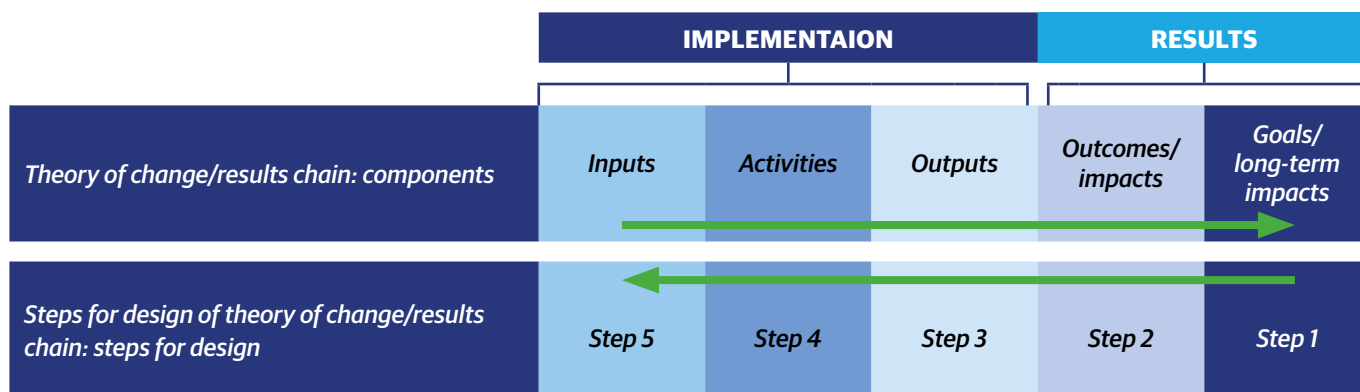 IMPLEMENTAION
RESULTS
Theory of change/results chain: components
Inputs
Activities
Outputs
Outcomes/
impacts
Goals/
long-term
impacts
Steps for design of theory of change/results
chain: steps for design
Step 5
Step 4
Step 3
Step 2
Step 1